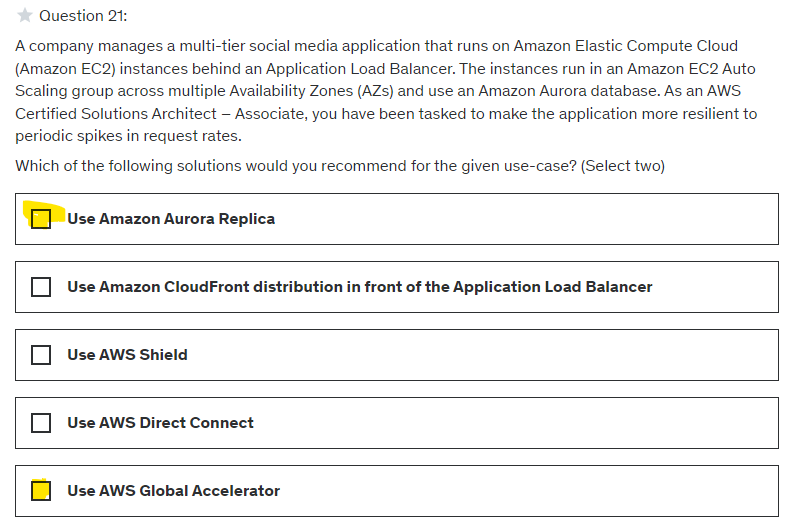 Question 21:
A company manages a multi-tier social media application that runs on Amazon Elastic Compute Cloud
(Amazon EC2) instances behind an Application Load Balancer. The instances run in an Amazon EC2 Auto
Scaling group across multiple Availability Zones (AZs) and use an Amazon Aurora database. As an AWS
Certified Solutions Architect – Associate, you have been tasked to make the application more resilient to
periodic spikes in request rates.
Which of the following solutions would you recommend for the given use-case? (Select two)
Use Amazon Aurora Replica
Use Amazon CloudFront distribution in front of the Application Load Balancer
Use AWS Shield
Use AWS Direct Connect
Use AWS Global Accelerator